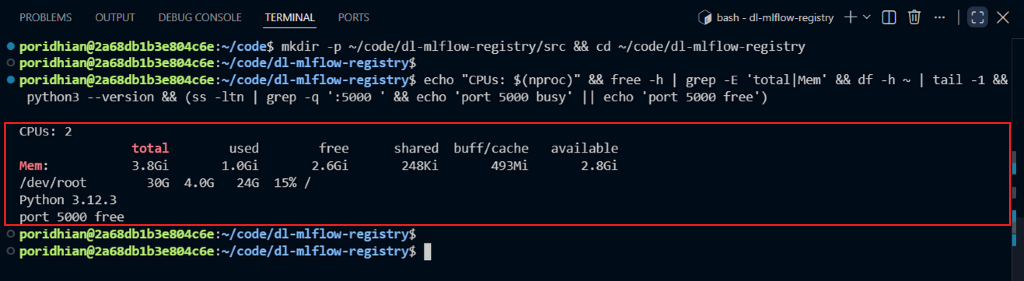 PROBLEMS OUTPUT DEBUG CONSOLE TERMINAL PORTS bash - dl-mlflow-registry
poridhian@2a68db1b3e804c6e:~/code$ mkdir -p ~/code/dl-mlflow-registry/src && cd ~/code/dl-mlflow-registry
poridhian@2a68db1b3e804c6e:~/code/dl-mlflow-registry$
poridhian@2a68db1b3e804c6e:~/code/dl-mlflow-registry$ echo "CPUs: $(nproc)" && free -h | grep -E 'total|Mem' && df -h ~ | tail -1 &&
python3 --version && (ss -ltn | grep -q ':5000 ' && echo 'port 5000 busy' || echo 'port 5000 free')
CPUs: 2
total used free shared buff/cache available
Mem: 3.8Gi 1.0Gi 2.6Gi 248Ki 493Mi 2.8Gi
/dev/root 30G 4.0G 24G 15% /
Python 3.12.3
port 5000 free
poridhian@2a68db1b3e804c6e:~/code/dl-mlflow-registry$
poridhian@2a68db1b3e804c6e:~/code/dl-mlflow-registry$